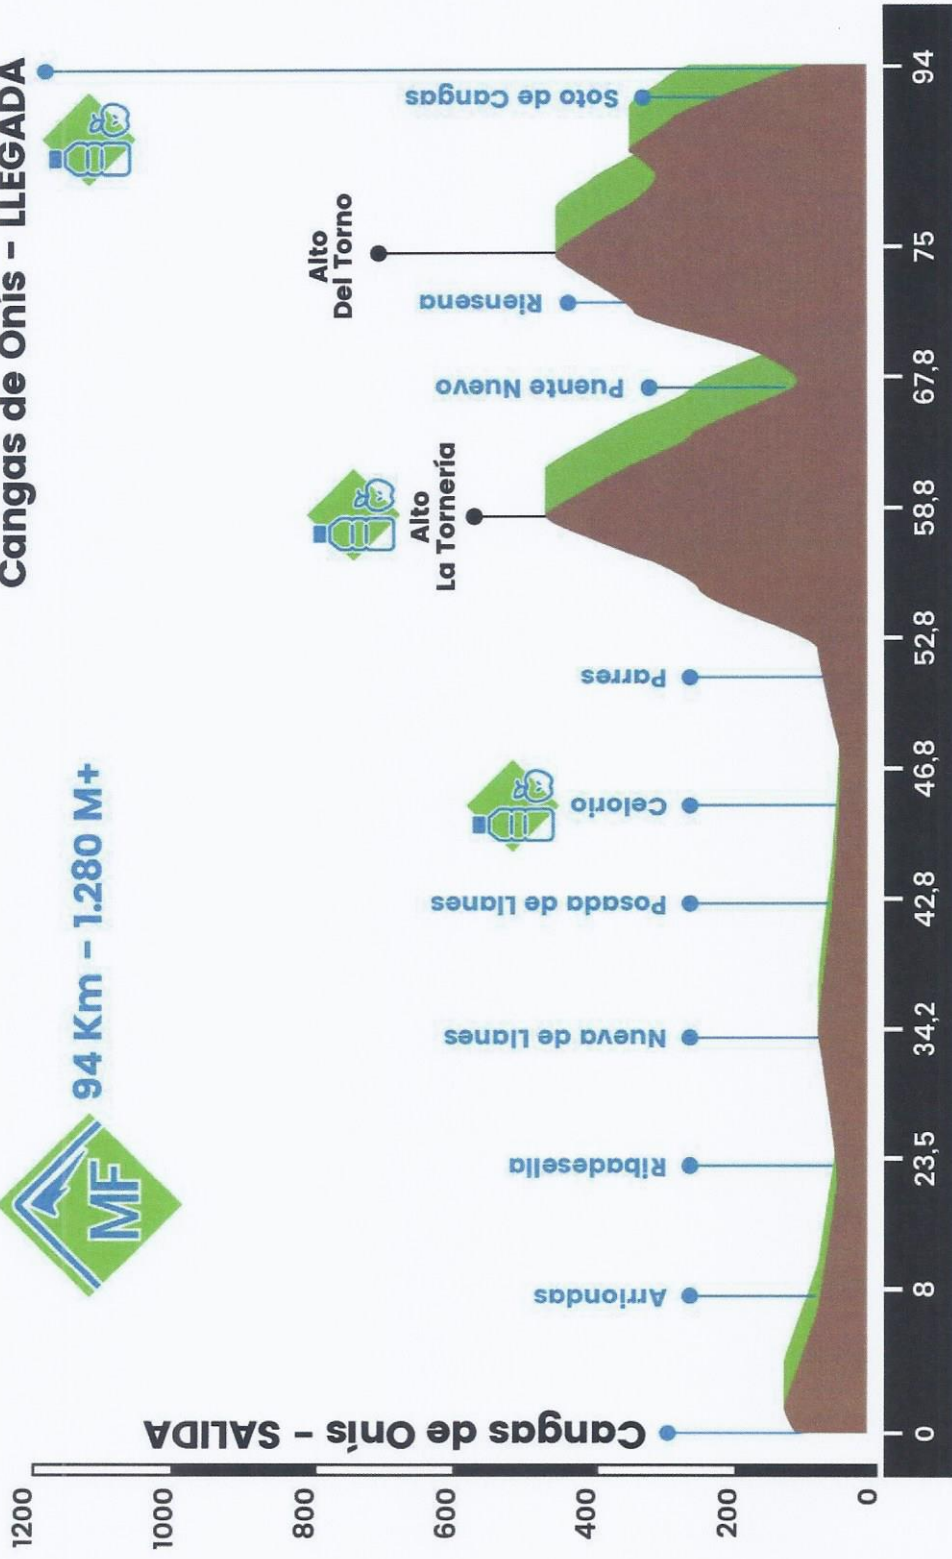 Cangas de Onís - LLEGADA
MF
94 Km - 1.280 M+
1200
1000
800
600
400
200
0
Cangas de Onís - SALIDA
Arriondas
Ribadesella
Nueva de Llanes
Posada de Llanes
Celorio
Parres
Alto
La Tornería
Puente Nuevo
Riensena
Alto
Del Torno
Soto de Cangas
0
8
23,5
34,2
42,8
46,8
52,8
58,8
67,8
75
94